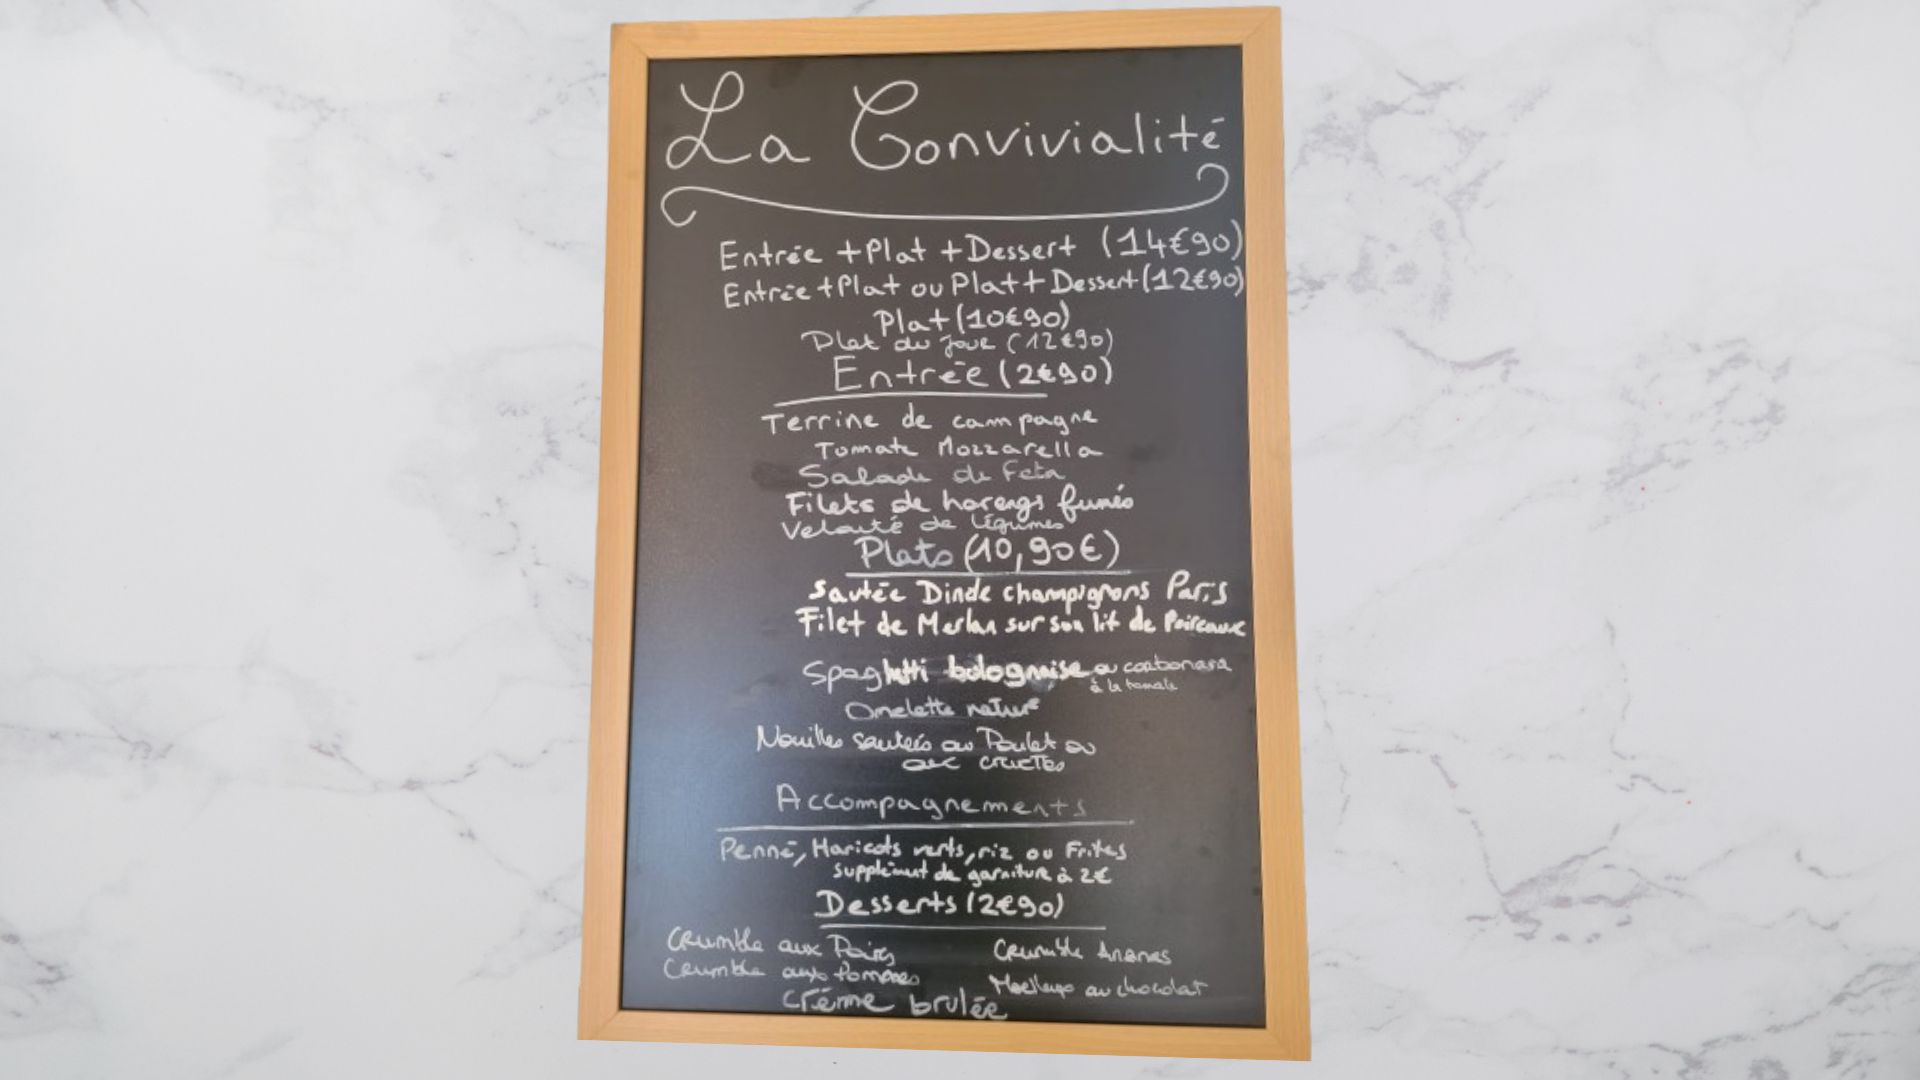 La Convivialité
Entrée + Plat + Dessert (14€90)
Entrée + Plat ou Plat + Dessert (12€90)
Plat (10€90)
Plat du jour (12€90)
Entrée (2€90)
Terrine de campagne
Tomate Mozzarella
Salade de Feta
Filets de harengs fumés
Velouté de légumes
Plats (10,90€)
Sautée Dinde champignons Paris
Filet de Merlan sur son lit de Poireaux
Spaghetti bolognaise ou carbonara
à la tomate
Omelette nature
Nouilles sautées au Poulet ou
avec
Accompagnements
Penné, Haricots verts, riz ou Frites
supplément de garniture à 2€
Desserts (2€90)
Crumble aux Poires
Crumble Ananas
Crumble aux pommes
Moelleux au chocolat
créme brulée